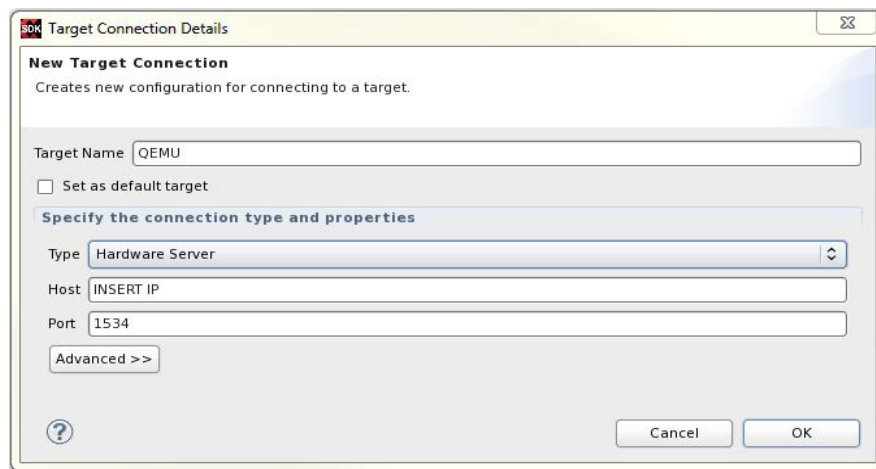 SDK Target Connection Details
New Target Connection
Creates new configuration for connecting to a target.
Target Name QEMU
Set as default target
Specify the connection type and properties
Type Hardware Server
Host INSERT IP
Port 1534
Advanced >>
? Cancel OK